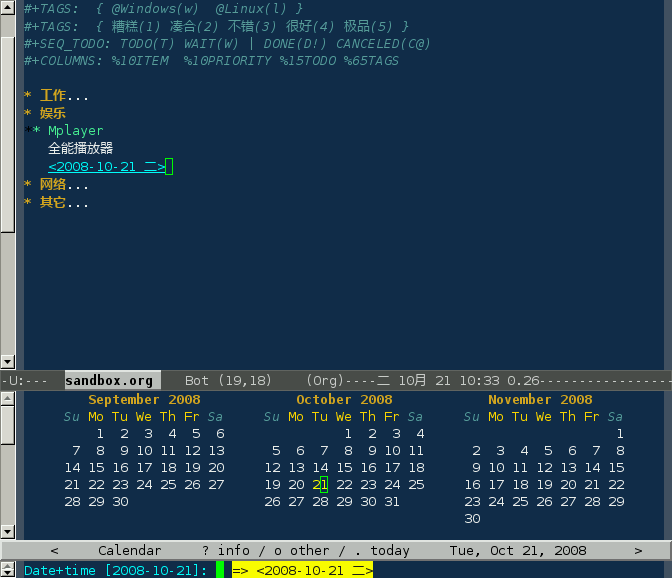 #+TAGS:  { @Windows(w)  @Linux(l) }
#+TAGS:  { 糟糕(1) 凑合(2) 不错(3) 很好(4) 极品(5) }
#+SEQ_TODO: TODO(T) WAIT(W) | DONE(D!) CANCELED(C@)
#+COLUMNS: %10ITEM  %10PRIORITY %15TODO %65TAGS
* 工作...
* 娱乐
** Mplayer
全能播放器
<2008-10-21 二>
* 网络...
* 其它...
-U:---  sandbox.org    Bot (19,18)    (Org)----二 10月 21 10:33 0.26-----------------
September 2008    October 2008    November 2008
Su Mo Tu We Th Fr Sa    Su Mo Tu We Th Fr Sa    Su Mo Tu We Th Fr Sa
1 2 3 4 5 6    1 2 3 4    1
7 8 9 10 11 12 13    5 6 7 8 9 10 11    2 3 4 5 6 7 8
14 15 16 17 18 19 20    12 13 14 15 16 17 18    9 10 11 12 13 14 15
21 22 23 24 25 26 27    19 20 21 22 23 24 25    16 17 18 19 20 21 22
28 29 30    26 27 28 29 30 31    23 24 25 26 27 28 29
30
<    Calendar    ? info / o other / . today    Tue, Oct 21, 2008    >
Date+time [2008-10-21]:  => <2008-10-21 二>